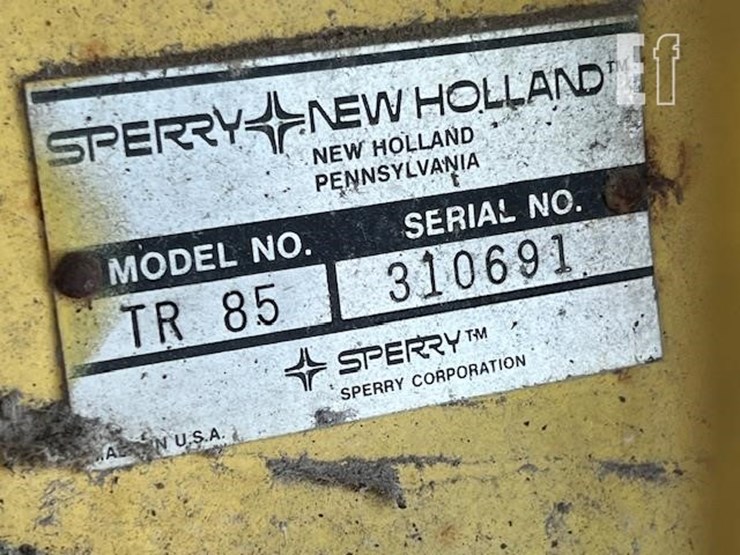 Ef
SPERRY NEW HOLLAND™
NEW HOLLAND
PENNSYLVANIA
MODEL NO. SERIAL NO.
TR 85 310691
SPERRY™
SPERRY CORPORATION
U.S.A.